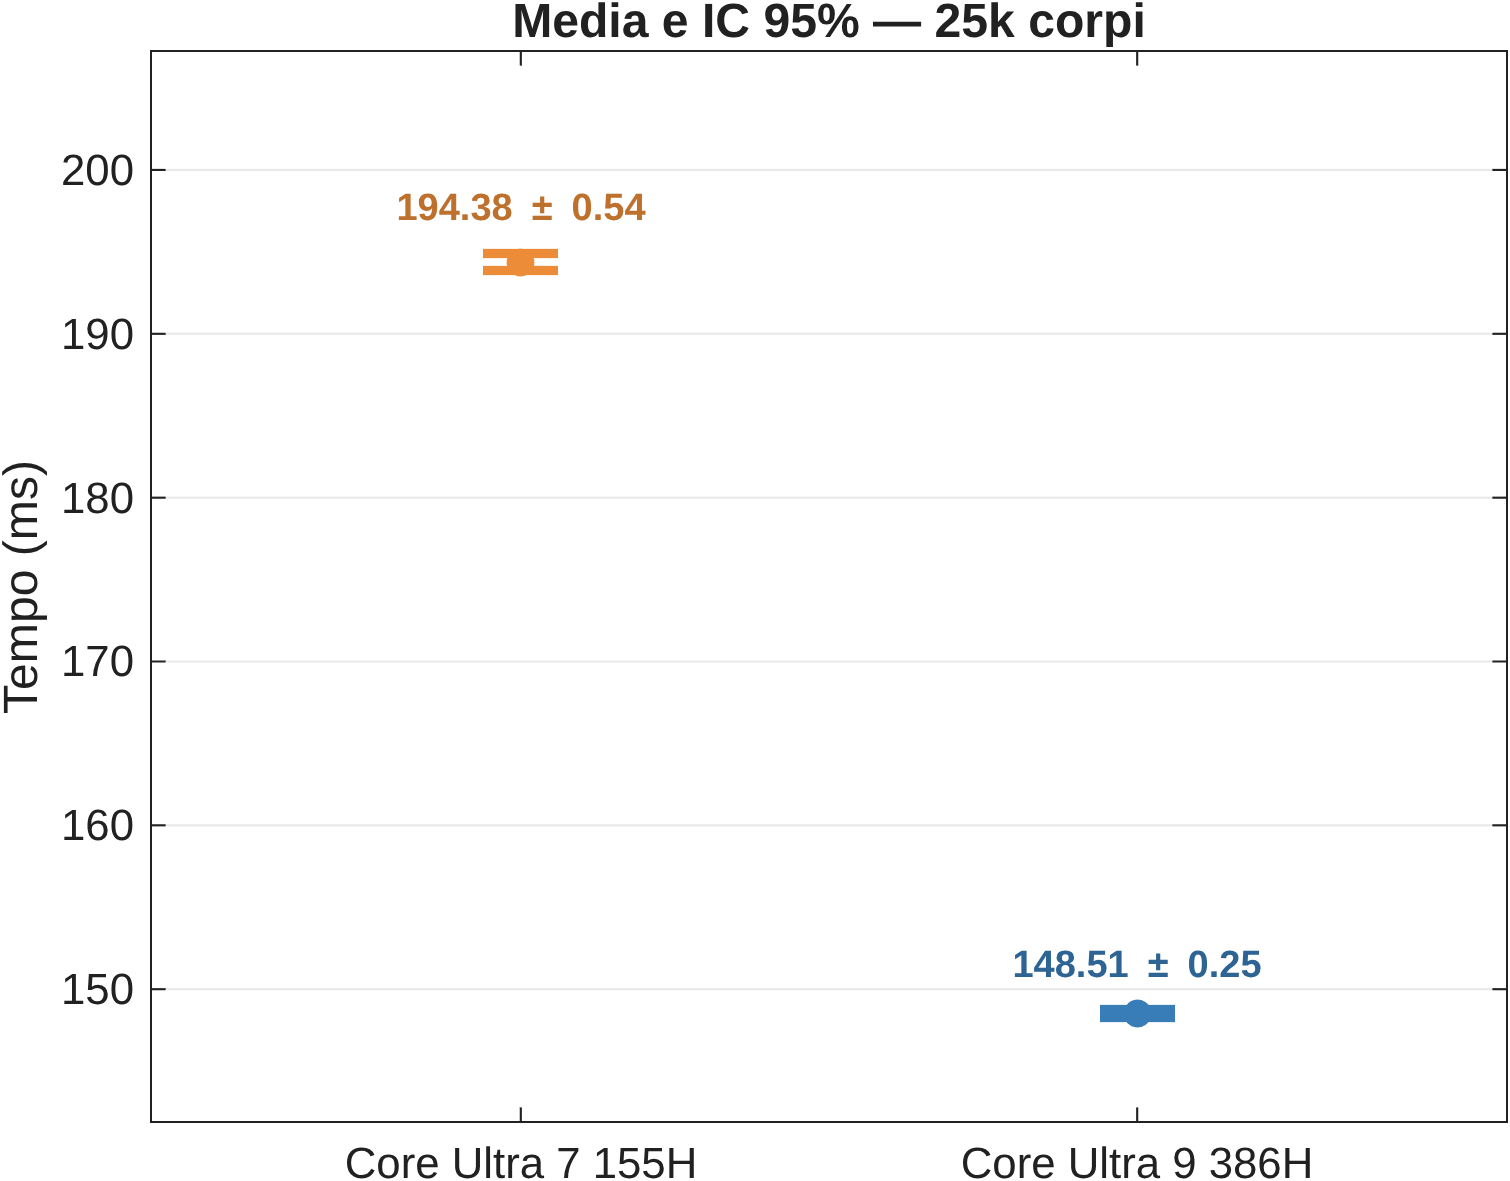 Media e IC 95% — 25k corpi
Tempo (ms)
200
190
180
170
160
150
194.38 ± 0.54
148.51 ± 0.25
Core Ultra 7 155H
Core Ultra 9 386H